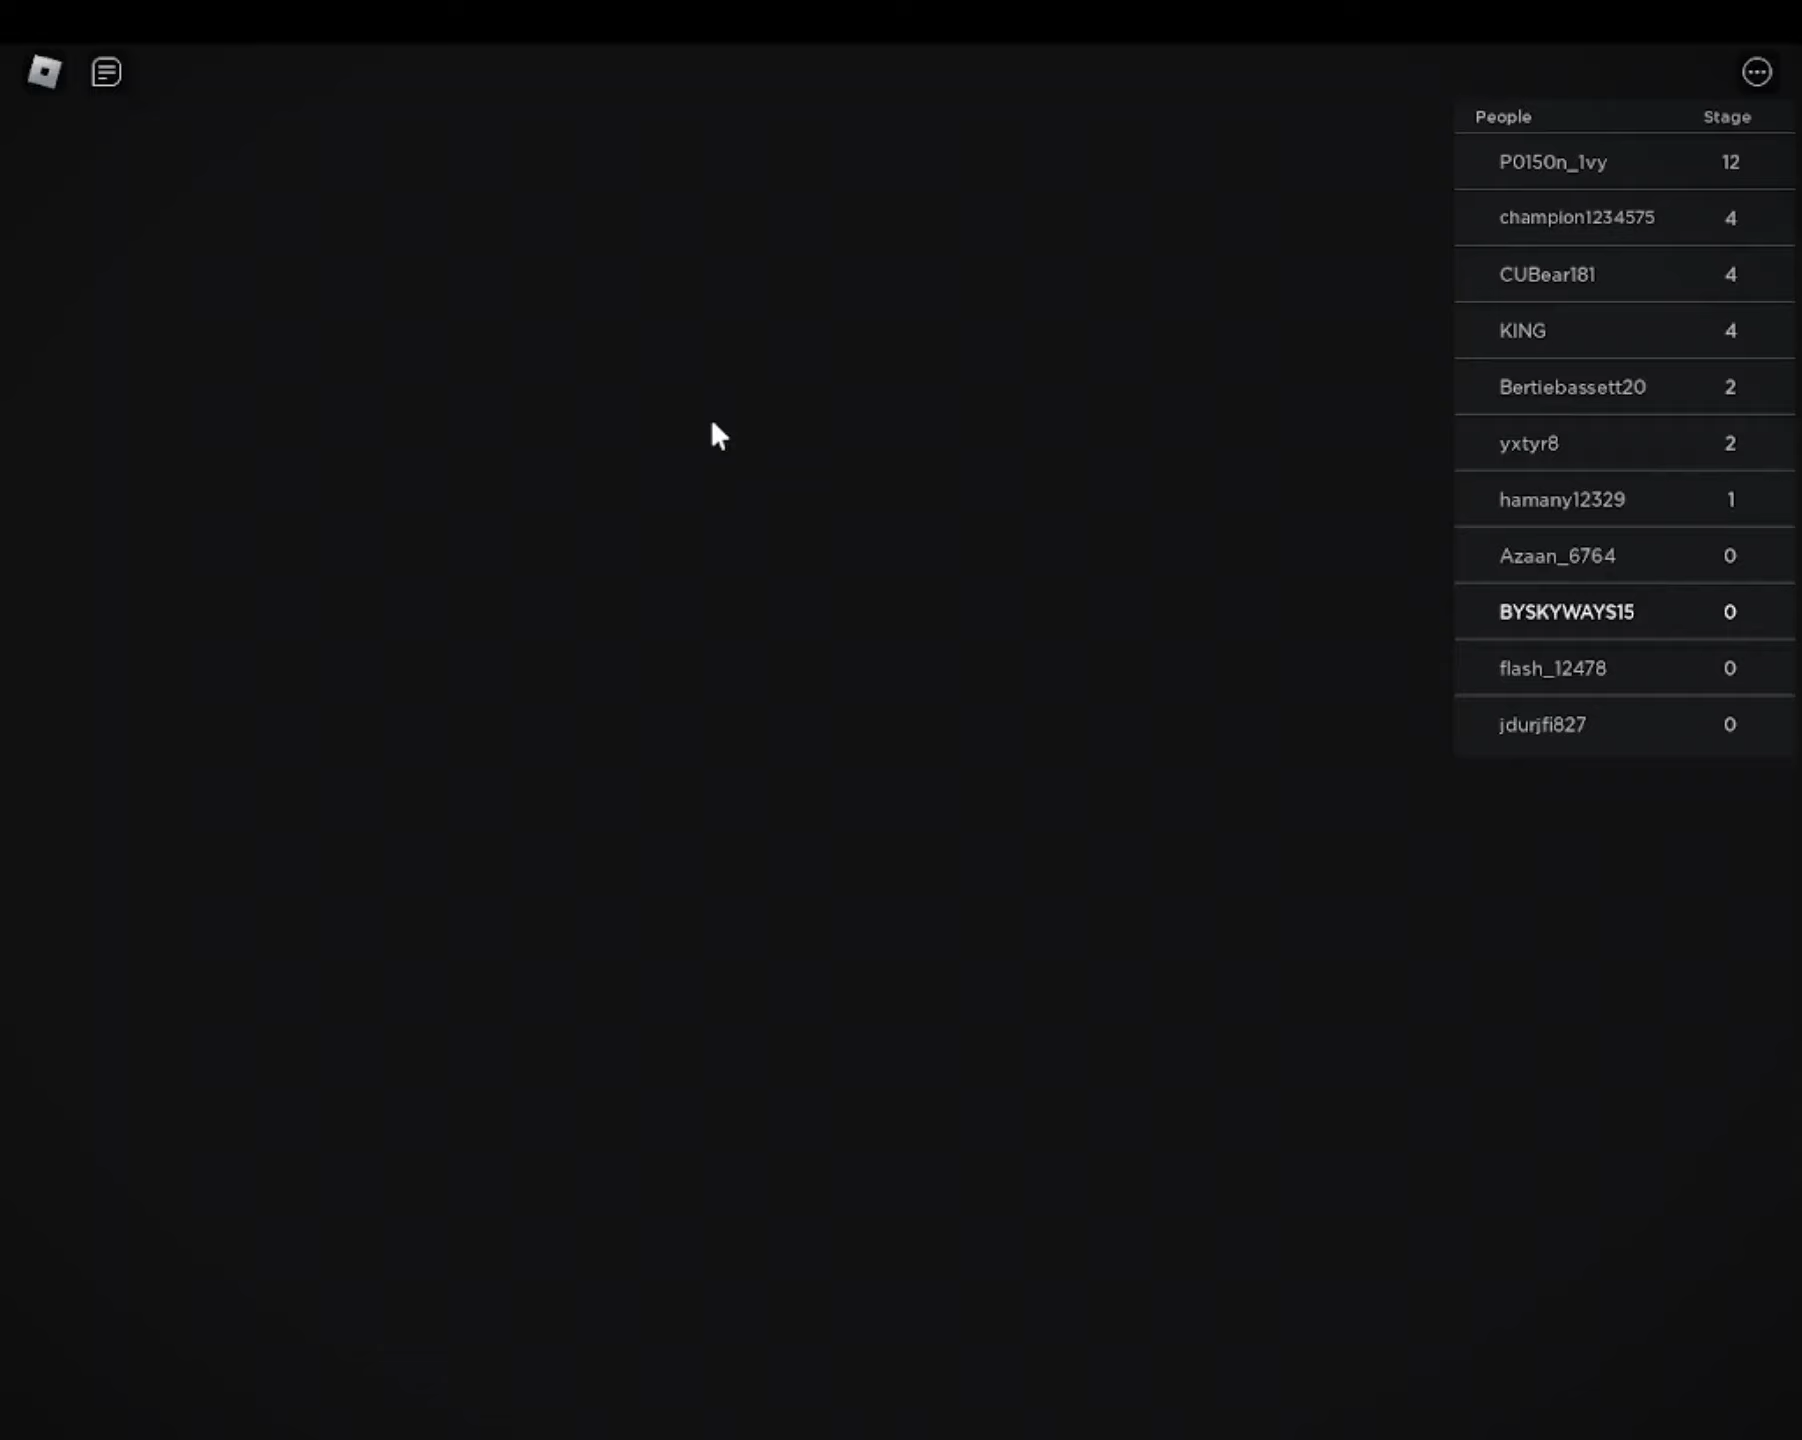 People Stage
P0150n_1vy 12
champion1234575 4
CUBear181 4
KING 4
Bertiebassett20 2
yxtyr8 2
hamany12329 1
Azaan_6764 0
BYSKYWAYS15 0
flash_12478 0
jdurjfi827 0